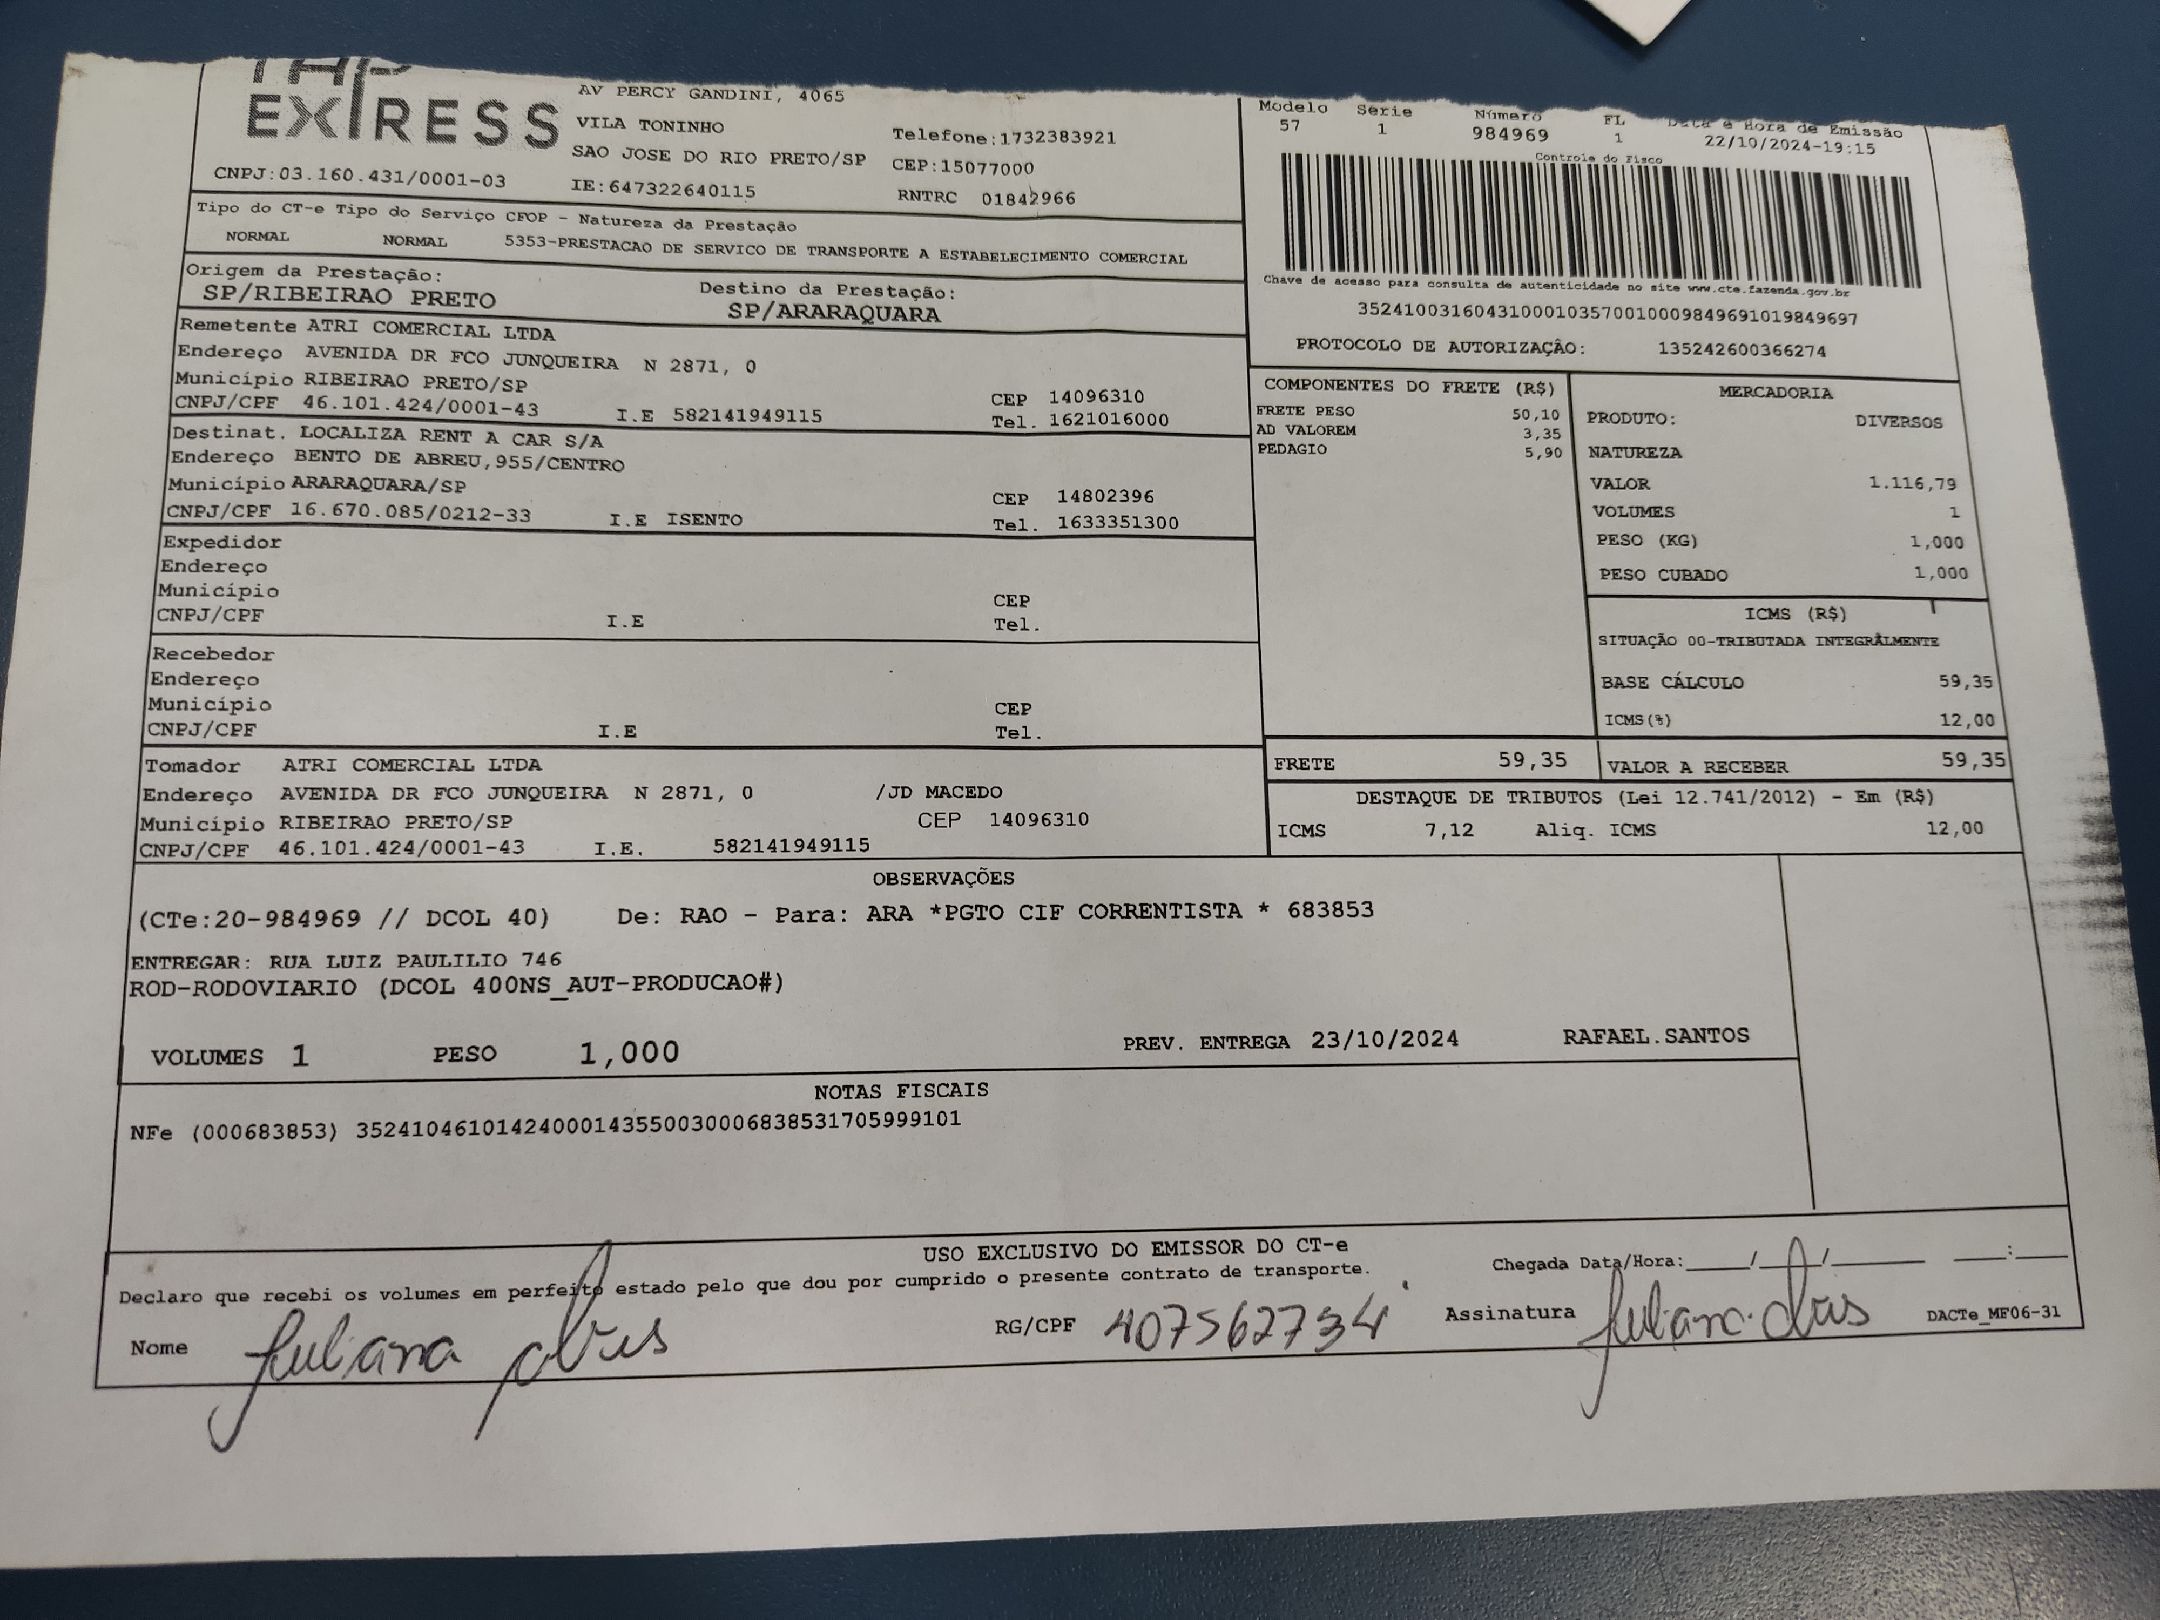 EXPRESS
AV PERCY GANDINI, 4065
VILA TONINHO
SAO JOSE DO RIO PRETO/SP
Telefone:1732383921
CEP:15077000
CNPJ:03.160.431/0001-03
IE:647322640115
RNTRC 01842966
Modelo Série Número FL Data e Hora de Emissão
57 1 984969 1 22/10/2024-19:15
Controle do Fisco
Chave de acesso para consulta de autenticidade no site www.cte.fazenda.gov.br
35241003160431000103570010009849691019849697
PROTOCOLO DE AUTORIZAÇÃO: 135242600366274
Tipo do CT-e Tipo do Serviço CFOP - Natureza da Prestação
NORMAL NORMAL 5353-PRESTACAO DE SERVICO DE TRANSPORTE A ESTABELECIMENTO COMERCIAL
Origem da Prestação: Destino da Prestação:
SP/RIBEIRAO PRETO SP/ARARAQUARA
Remetente ATRI COMERCIAL LTDA
Endereço AVENIDA DR FCO JUNQUEIRA N 2871, 0
Município RIBEIRAO PRETO/SP CEP 14096310
CNPJ/CPF 46.101.424/0001-43 I.E 582141949115 Tel. 1621016000
Destinat. LOCALIZA RENT A CAR S/A
Endereço BENTO DE ABREU,955/CENTRO
Município ARARAQUARA/SP CEP 14802396
CNPJ/CPF 16.670.085/0212-33 I.E ISENTO Tel. 1633351300
Expedidor
Endereço
Município CEP
CNPJ/CPF I.E Tel.
Recebedor
Endereço
Município CEP
CNPJ/CPF I.E Tel.
Tomador ATRI COMERCIAL LTDA
Endereço AVENIDA DR FCO JUNQUEIRA N 2871, 0 /JD MACEDO
Município RIBEIRAO PRETO/SP CEP 14096310
CNPJ/CPF 46.101.424/0001-43 I.E. 582141949115
COMPONENTES DO FRETE (R$)
FRETE PESO 50,10
AD VALOREM 3,35
PEDAGIO 5,90
MERCADORIA
PRODUTO: DIVERSOS
NATUREZA
VALOR 1.116,79
VOLUMES 1
PESO (KG) 1,000
PESO CUBADO 1,000
ICMS (R$)
SITUAÇÃO 00-TRIBUTADA INTEGRALMENTE
BASE CÁLCULO 59,35
ICMS(%) 12,00
FRETE 59,35 VALOR A RECEBER 59,35
DESTAQUE DE TRIBUTOS (Lei 12.741/2012) - Em (R$)
ICMS 7,12 Aliq. ICMS 12,00
OBSERVAÇÕES
(CTe:20-984969 // DCOL 40) De: RAO - Para: ARA *PGTO CIF CORRENTISTA * 683853
ENTREGAR: RUA LUIZ PAULILIO 746
ROD-RODOVIARIO (DCOL 400NS_AUT-PRODUCAO#)
VOLUMES 1 PESO 1,000 PREV. ENTREGA 23/10/2024 RAFAEL.SANTOS
NOTAS FISCAIS
NFe (000683853) 35241046101424000143550030006838531705999101
USO EXCLUSIVO DO EMISSOR DO CT-e
Declaro que recebi os volumes em perfeito estado pelo que dou por cumprido o presente contrato de transporte.
Chegada Data/Hora:____/____/____ ___:___
Nome Juliana Alves RG/CPF 407562734 Assinatura Juliana DACTe_MF06-31